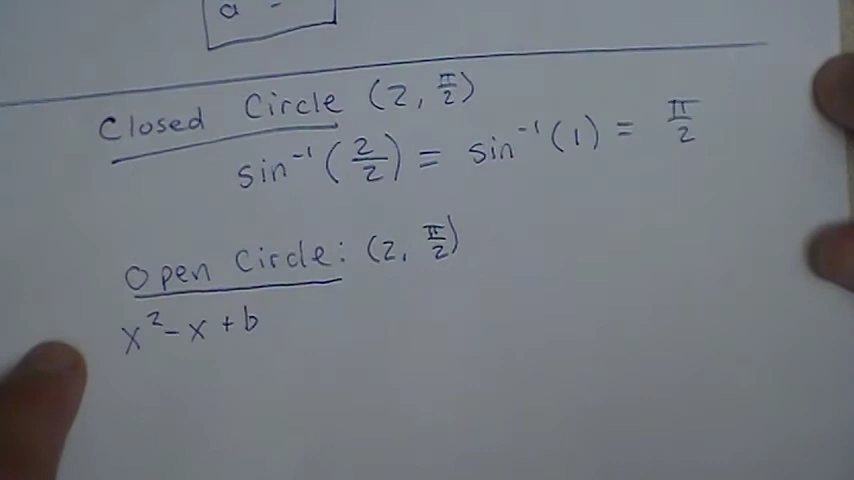 a =
Closed Circle (2, π/2)
sin⁻¹(2/2) = sin⁻¹(1) = π/2
Open Circle: (2, π/2)
x² - x + b